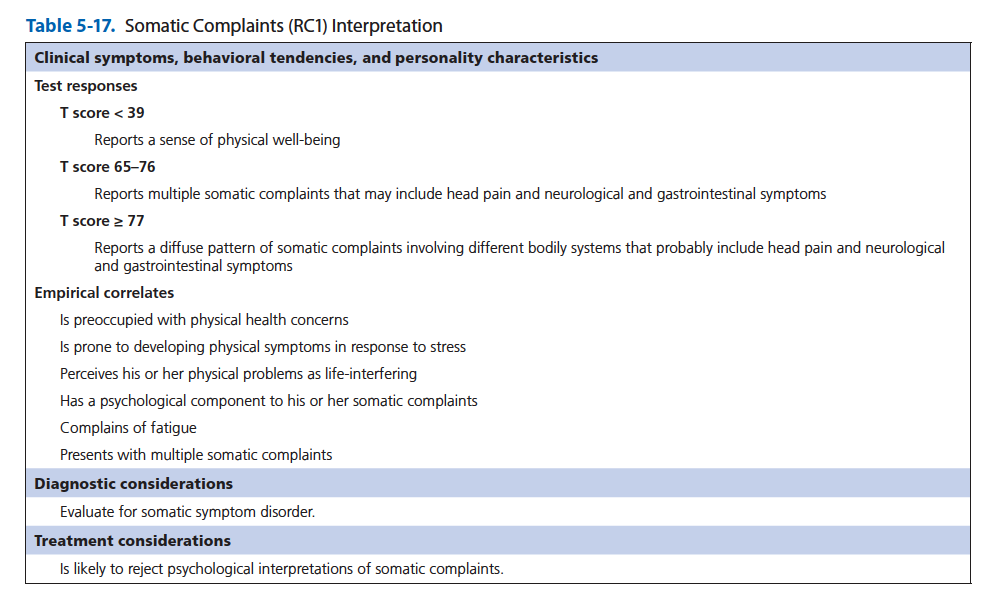 Table 5-17. Somatic Complaints (RC1) Interpretation
Clinical symptoms, behavioral tendencies, and personality characteristics
Test responses
T score < 39
Reports a sense of physical well-being
T score 65–76
Reports multiple somatic complaints that may include head pain and neurological and gastrointestinal symptoms
T score ≥ 77
Reports a diffuse pattern of somatic complaints involving different bodily systems that probably include head pain and neurological
and gastrointestinal symptoms
Empirical correlates
Is preoccupied with physical health concerns
Is prone to developing physical symptoms in response to stress
Perceives his or her physical problems as life-interfering
Has a psychological component to his or her somatic complaints
Complains of fatigue
Presents with multiple somatic complaints
Diagnostic considerations
Evaluate for somatic symptom disorder.
Treatment considerations
Is likely to reject psychological interpretations of somatic complaints.